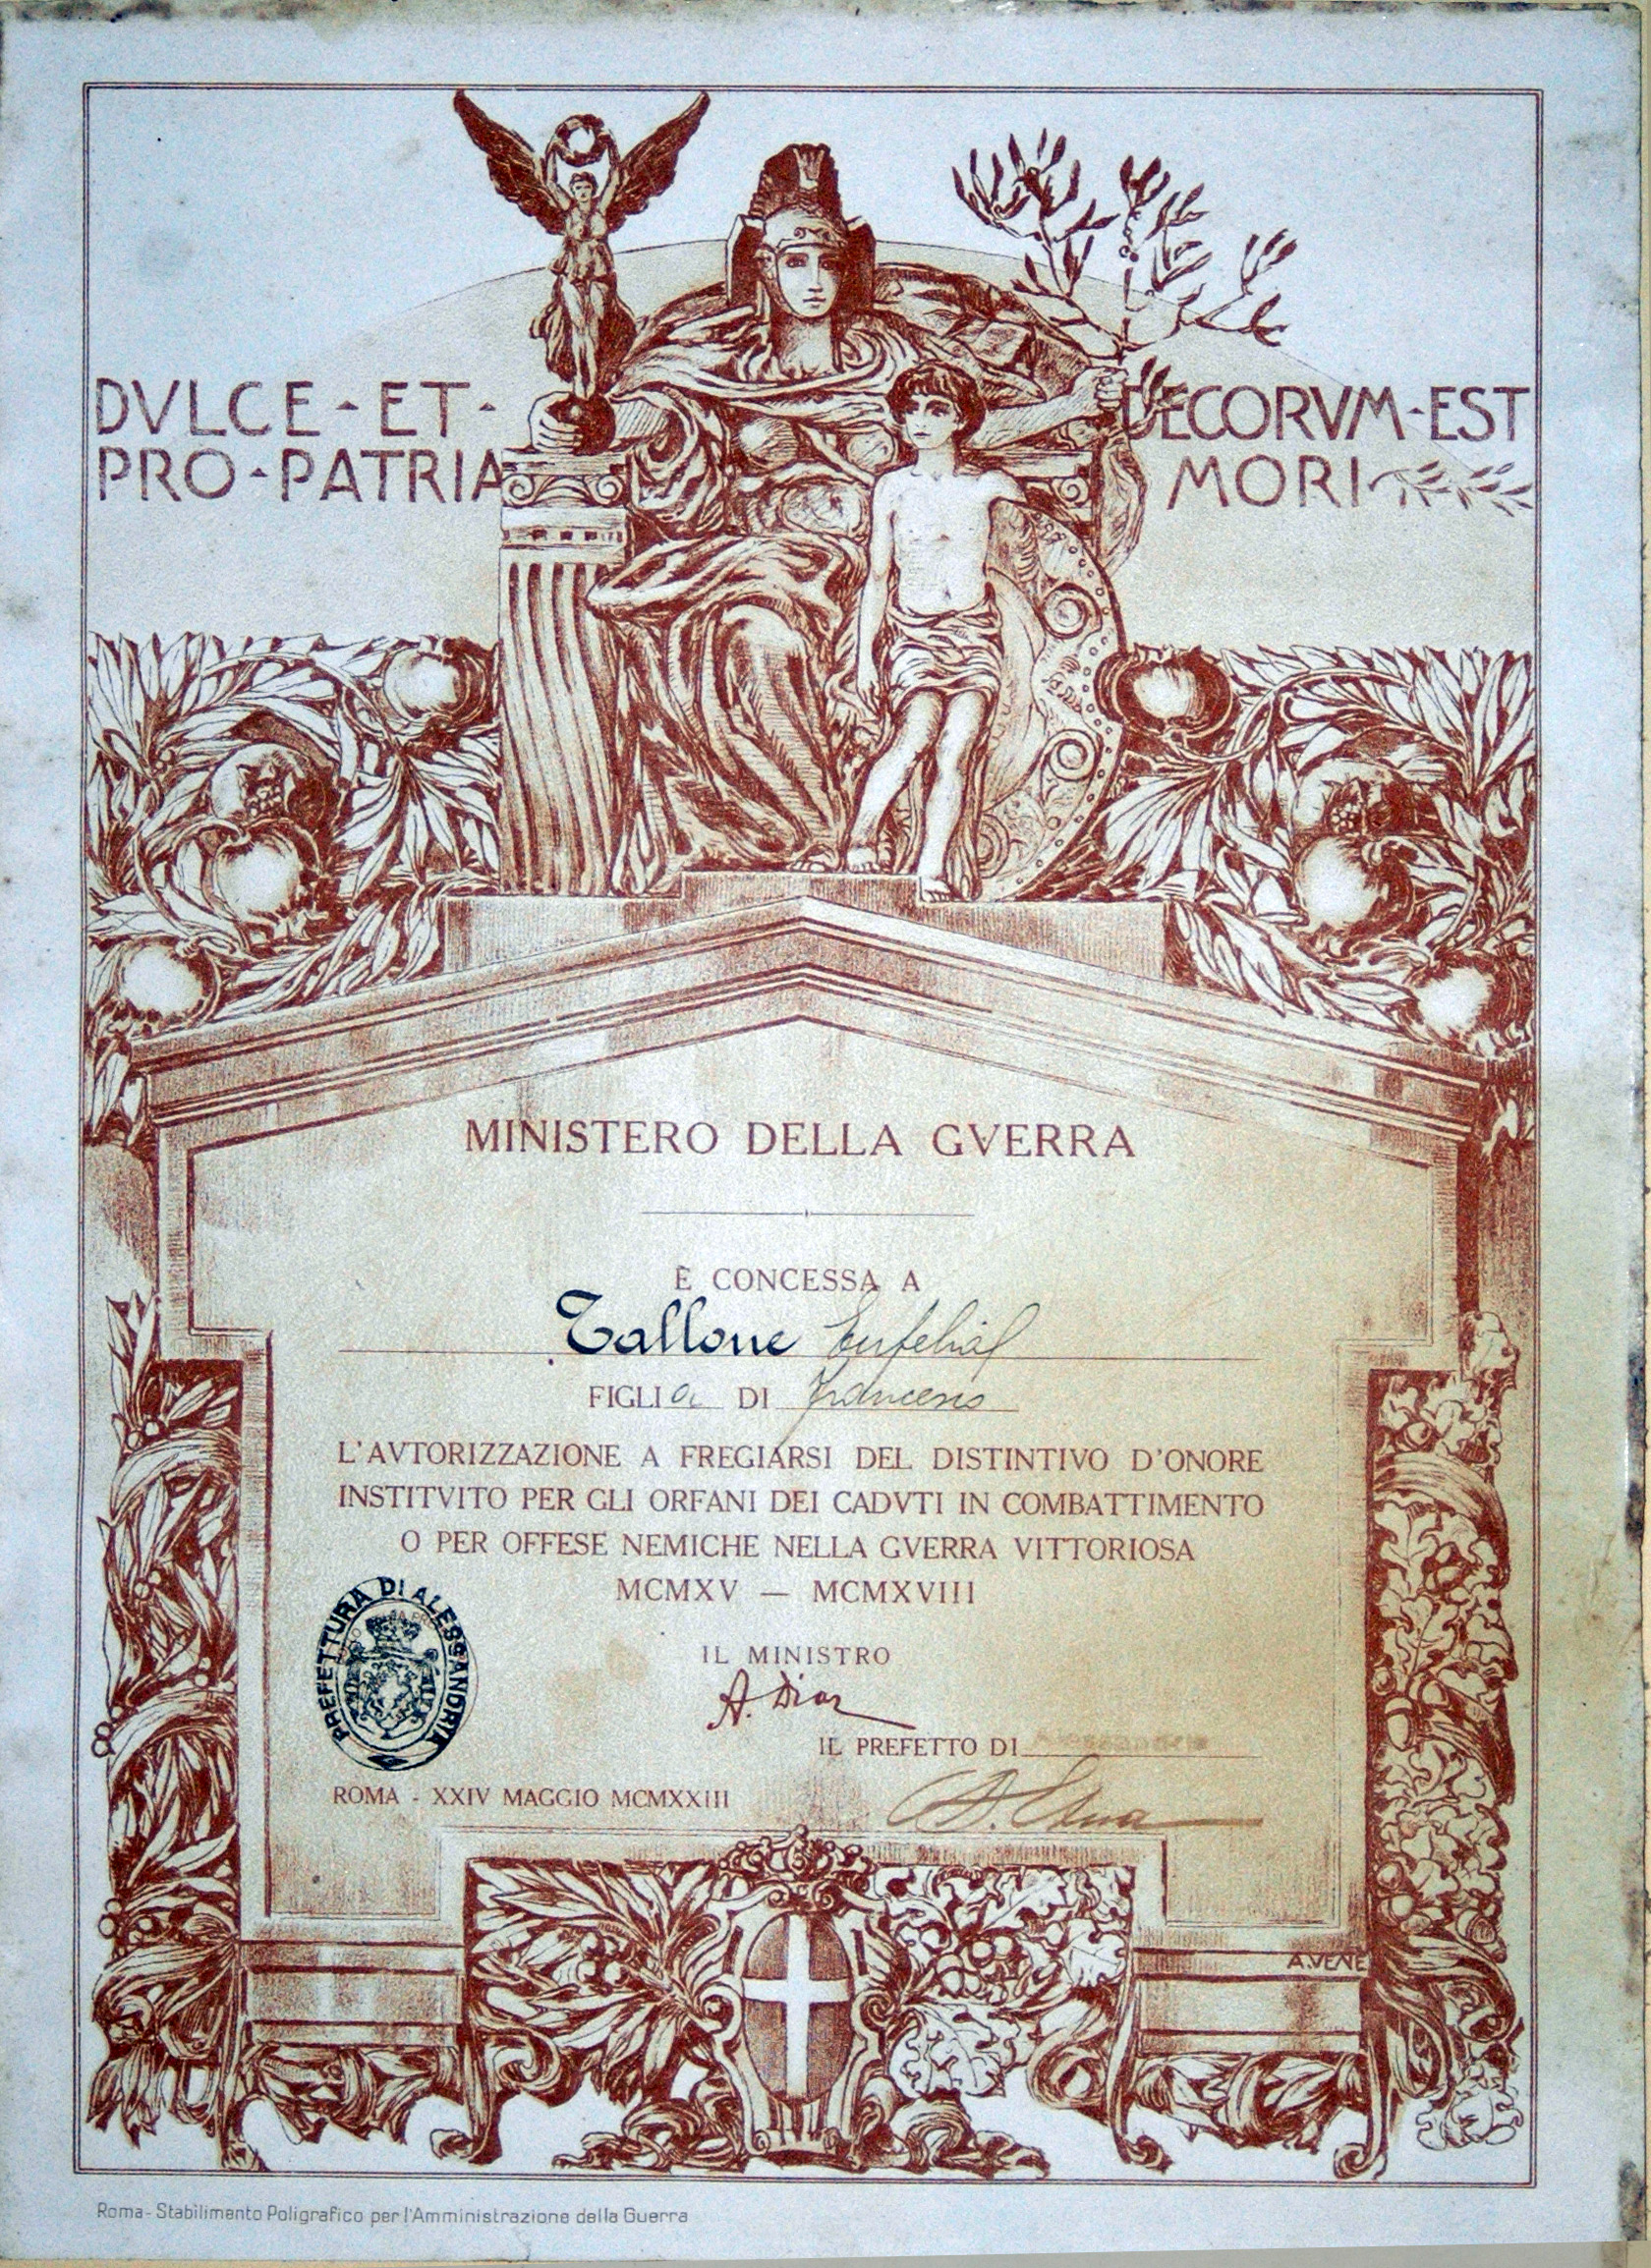 DVLCE-ET-
PRO-PATRIA
DECORVM-EST
MORI
MINISTERO DELLA GVERRA
È CONCESSA A
Tallone
FIGLIa DI Francesco
L'AVTORIZZAZIONE A FREGIARSI DEL DISTINTIVO D'ONORE
INSTITVITO PER GLI ORFANI DEI CADVTI IN COMBATTIMENTO
O PER OFFESE NEMICHE NELLA GVERRA VITTORIOSA
MCMXV — MCMXVIII
PREFETTURA DI ALESSANDRIA
IL MINISTRO
A. Diaz
IL PREFETTO DI Alessandria
ROMA - XXIV MAGGIO MCMXXIII
A.VENE
Roma - Stabilimento Poligrafico per l'Amministrazione della Guerra